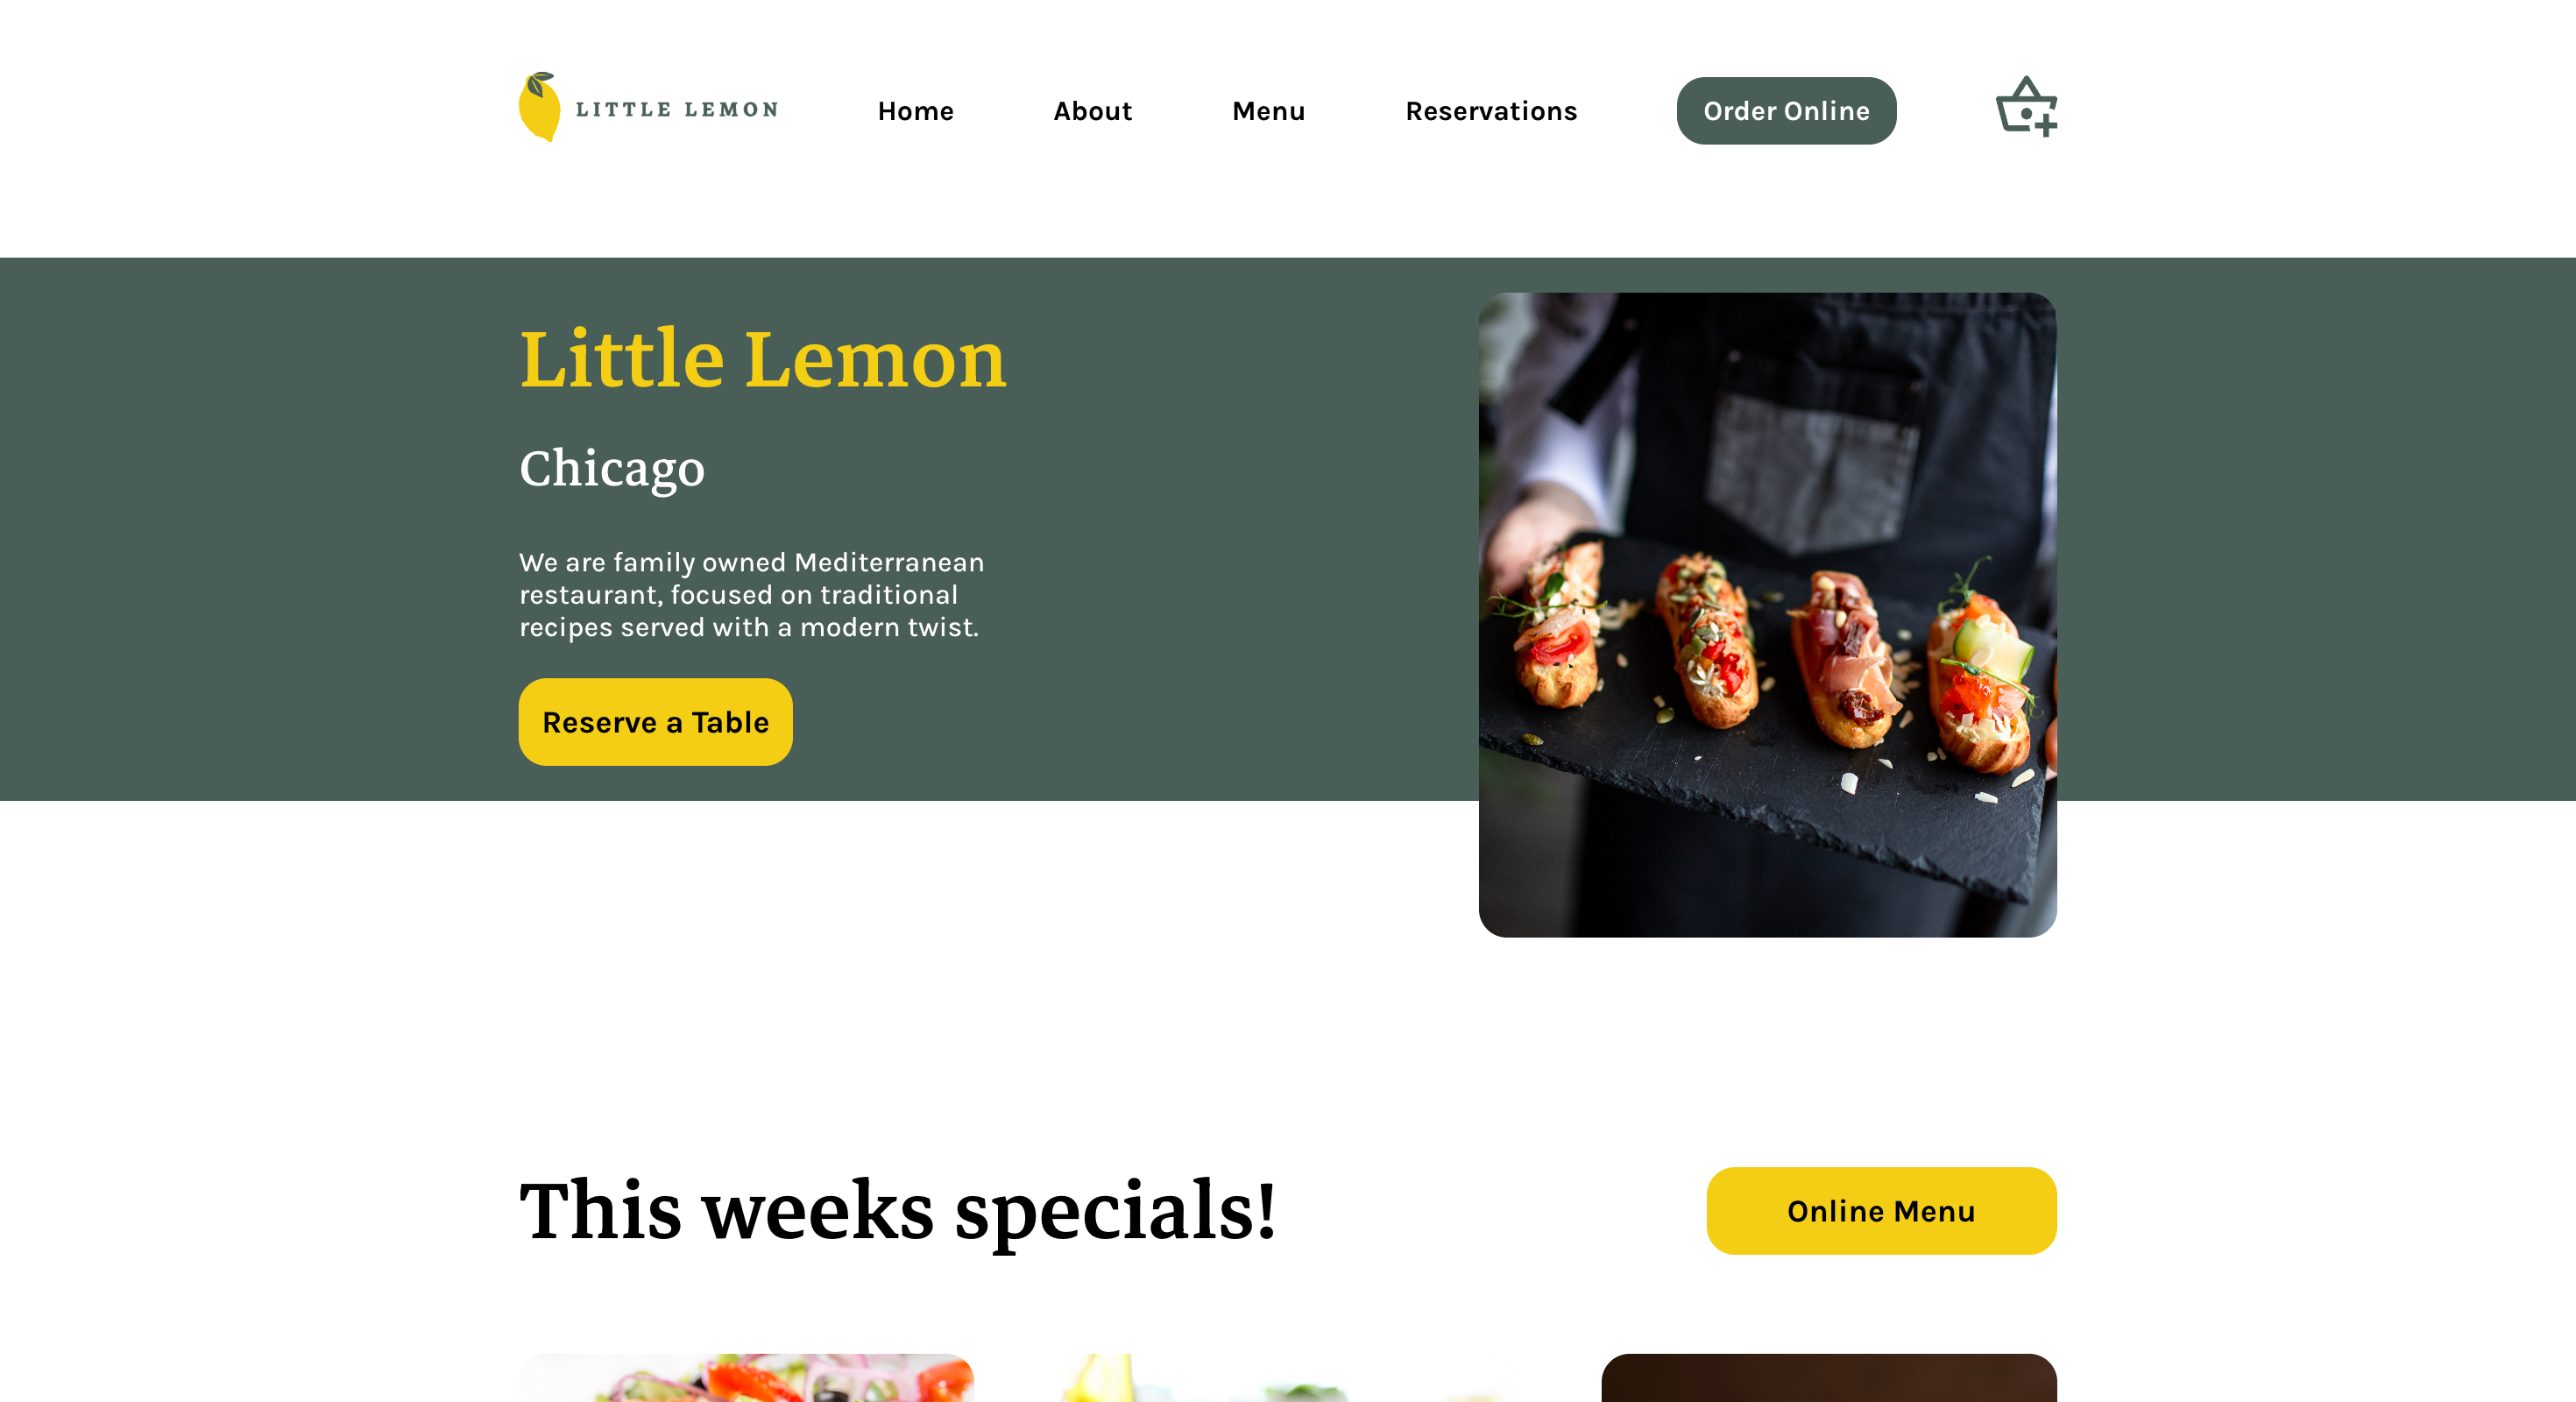 LITTLE LEMON
Home
About
Menu
Reservations
Order Online
Little Lemon
Chicago
We are family owned Mediterranean
restaurant, focused on traditional
recipes served with a modern twist.
Reserve a Table
This weeks specials!
Online Menu